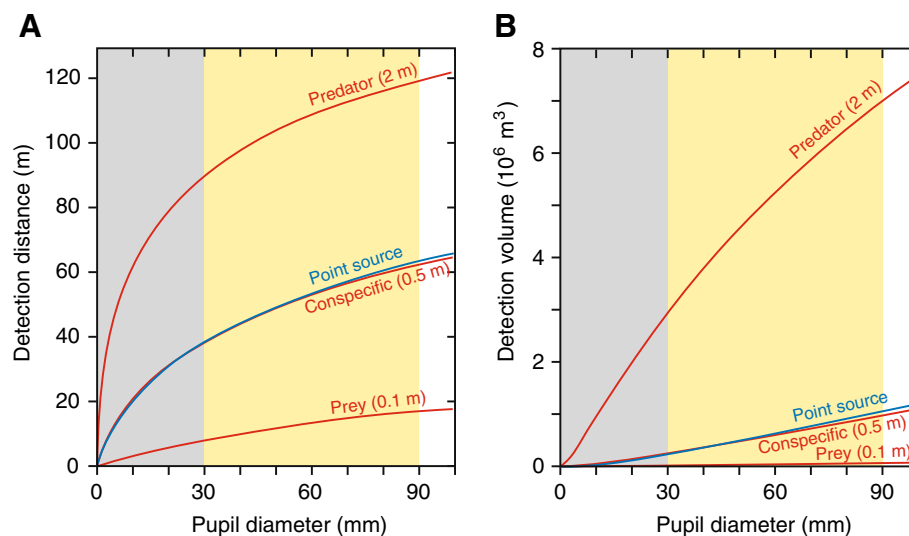 A
Detection distance (m)
120
100
80
60
40
20
0
Predator (2 m)
Point source
Conspecific (0.5 m)
Prey (0.1 m)
0 30 60 90
Pupil diameter (mm)
B
Detection volume (10⁶ m³)
8
6
4
2
0
Predator (2 m)
Point source
Conspecific (0.5 m)
Prey (0.1 m)
0 30 60 90
Pupil diameter (mm)